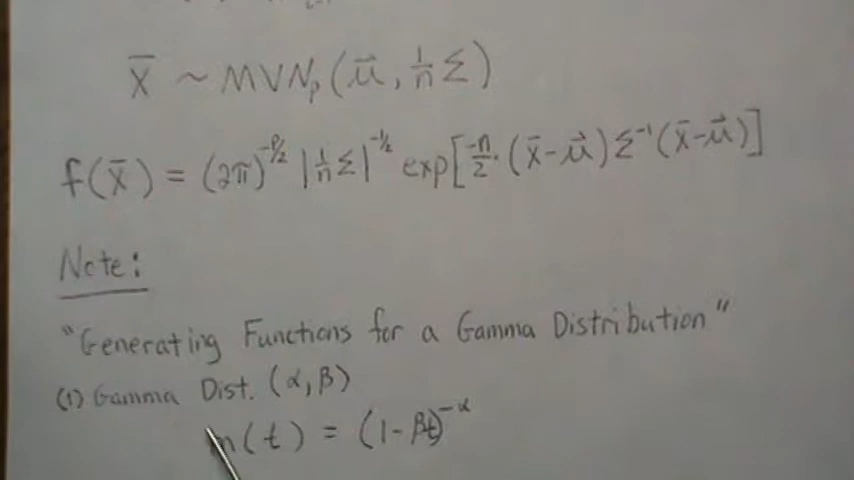 X̄ ~ MVNₚ(μ⃗, 1/n Σ)
f(x̄) = (2π)^(-p/2) |1/n Σ|^(-1/2) exp[-n/2 · (x̄-μ⃗) Σ⁻¹ (x̄-μ⃗)]
Note:
"Generating Functions for a Gamma Distribution"
(1) Gamma Dist. (α, β)
m(t) = (1-βt)^(-α)